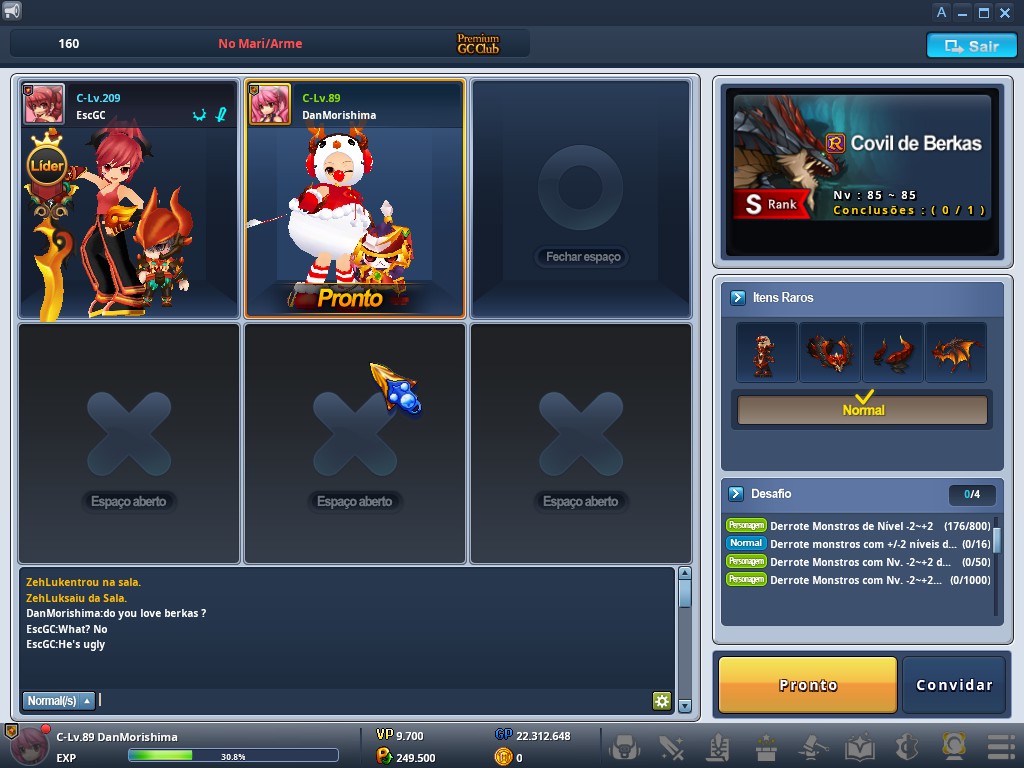 A
160
No Mari/Arme
Premium
GC Club
Sair
C-Lv.209
EscGC
Líder
C-Lv.89
DanMorishima
Pronto
Fechar espaço
Espaço aberto
Espaço aberto
Espaço aberto
R Covil de Berkas
S Rank
Nv : 85 ~ 85
Conclusões : ( 0 / 1 )
Itens Raros
Normal
Desafio
0/4
Personagem Derrote Monstros de Nível -2~+2 (176/800)
Normal Derrote monstros com +/-2 níveis d... (0/16)
Personagem Derrote Monstros com Nv. -2~+2 d... (0/50)
Personagem Derrote Monstros com Nv. -2~+2... (0/1000)
ZehLukentrou na sala.
ZehLuksaiu da Sala.
DanMorishima:do you love berkas ?
EscGC:What? No
EscGC:He's ugly
Normal(/s)
Pronto
Convidar
C-Lv.89 DanMorishima
EXP
30.8%
VP 9.700
249.500
GP 22.312.648
0